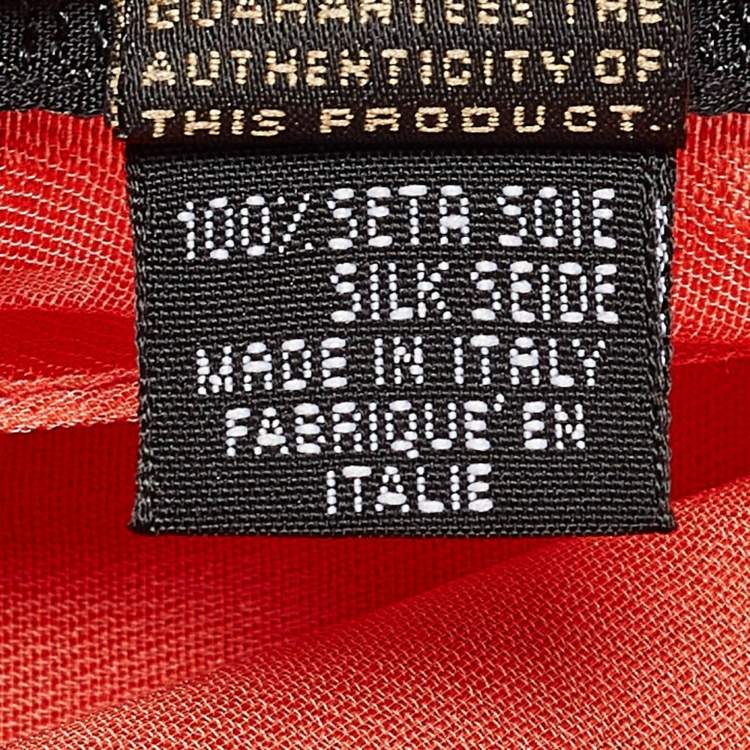 GUARANTEES THE
AUTHENTICITY OF
THIS PRODUCT.
100% SETA SOIE
SILK SEIDE
MADE IN ITALY
FABRIQUE' EN
ITALIE